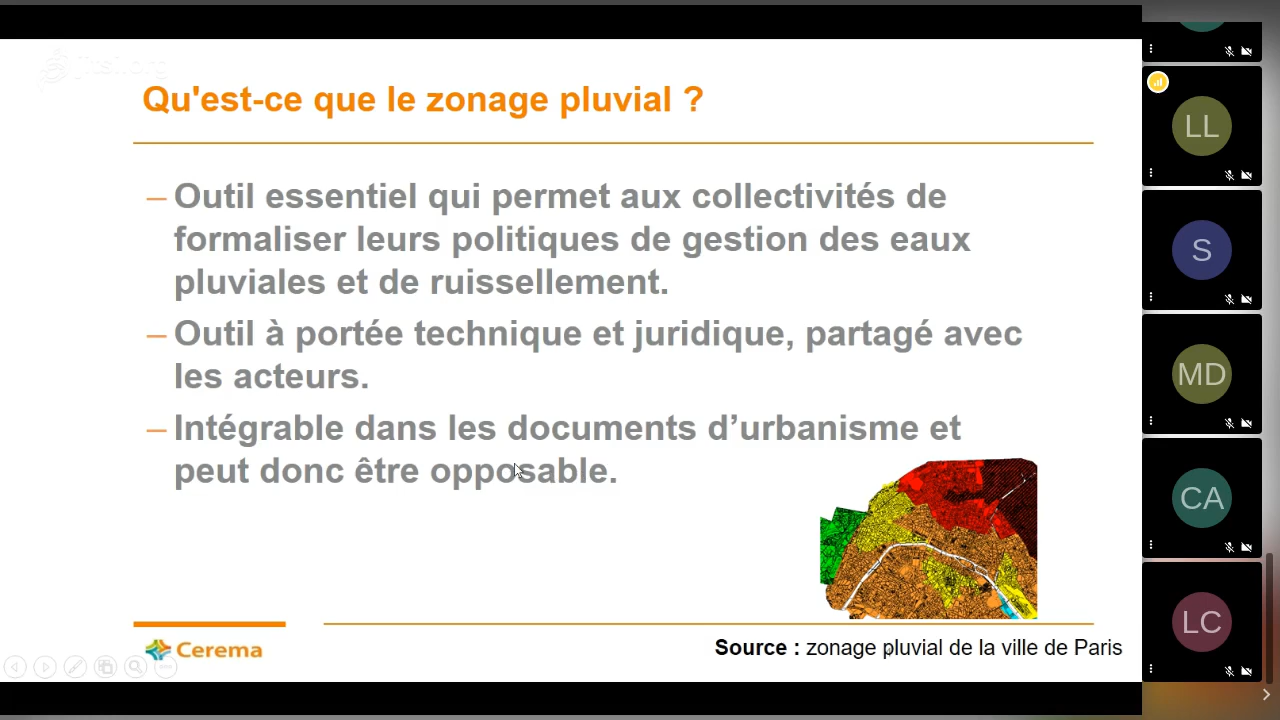 jitsi.org
Qu'est-ce que le zonage pluvial ?
– Outil essentiel qui permet aux collectivités de
formaliser leurs politiques de gestion des eaux
pluviales et de ruissellement.
– Outil à portée technique et juridique, partagé avec
les acteurs.
– Intégrable dans les documents d’urbanisme et
peut donc être opposable.
Cerema
Source : zonage pluvial de la ville de Paris
LL
S
MD
CA
LC